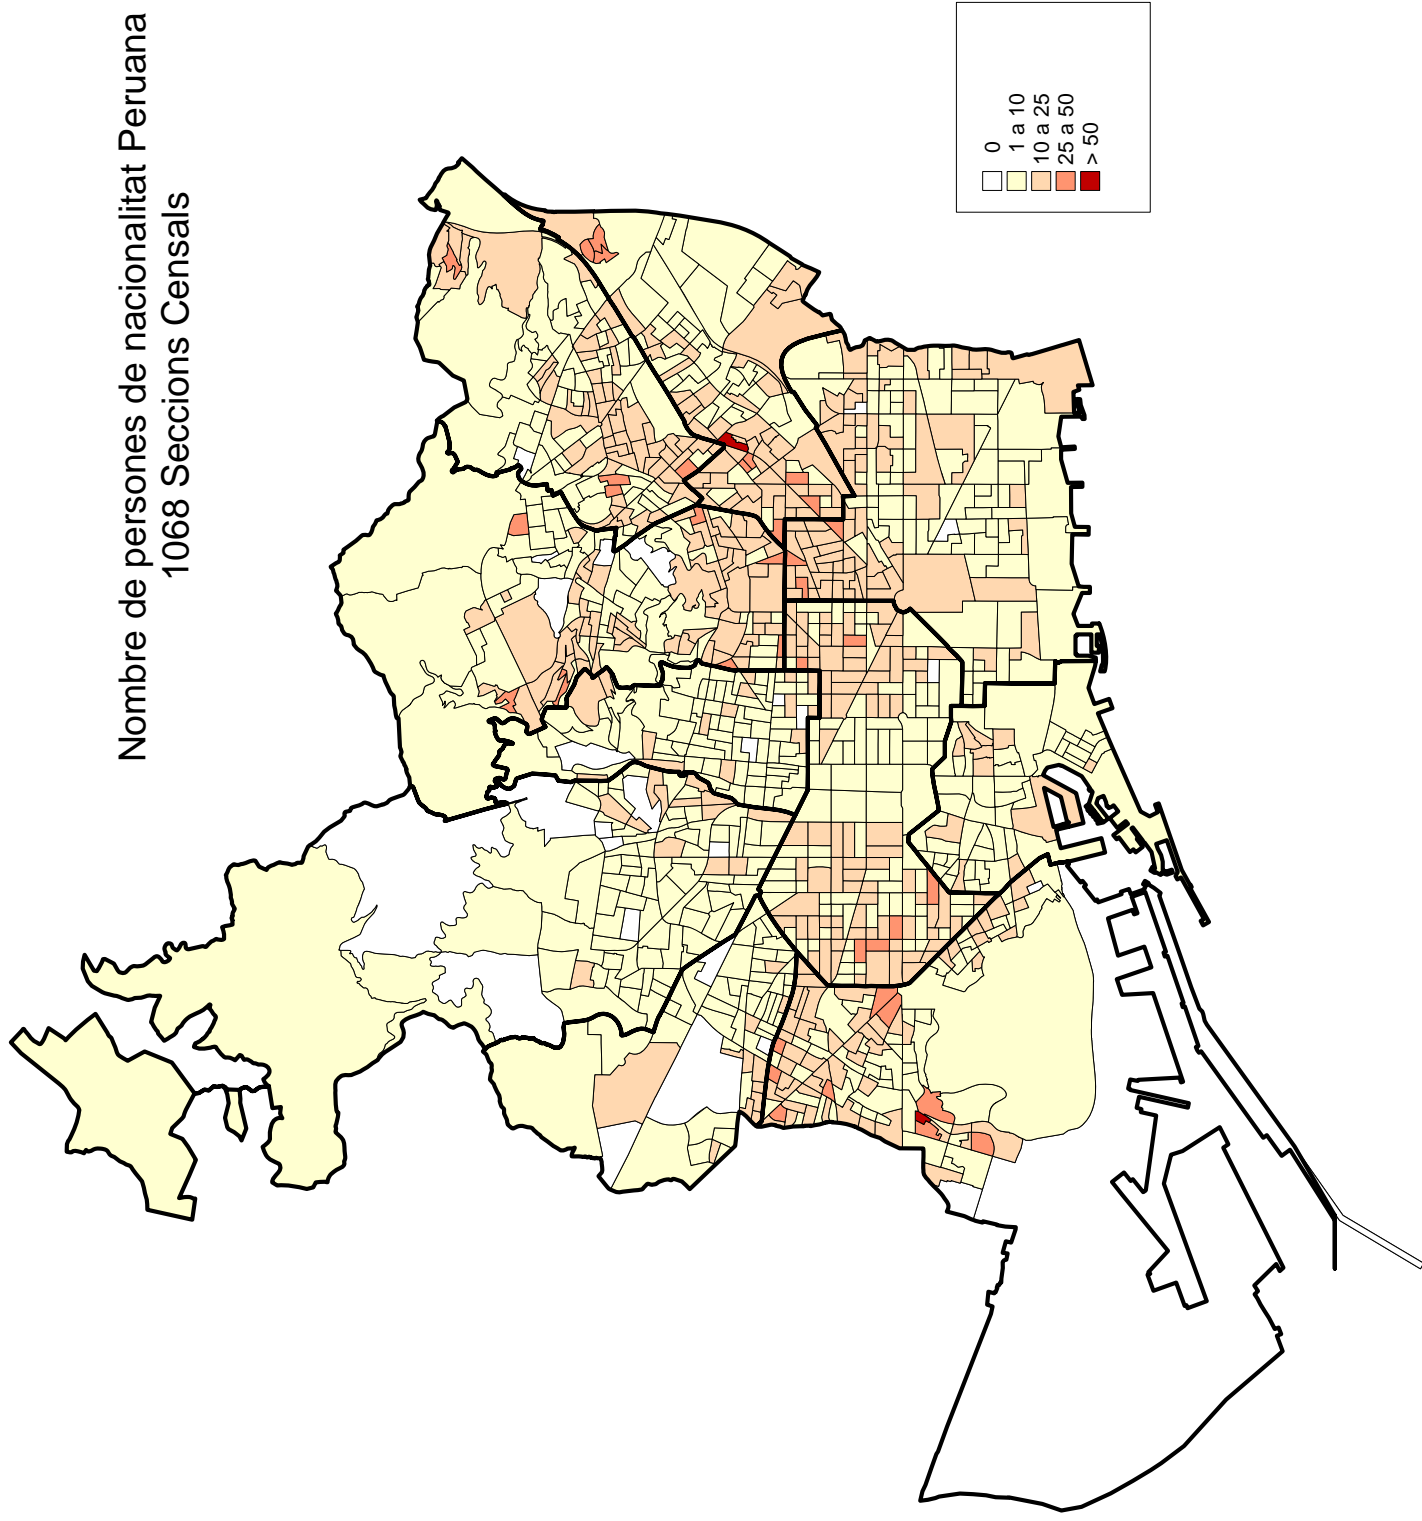 Nombre de persones de nacionalitat Peruana
1068 Seccions Censals
0
1 a 10
10 a 25
25 a 50
> 50